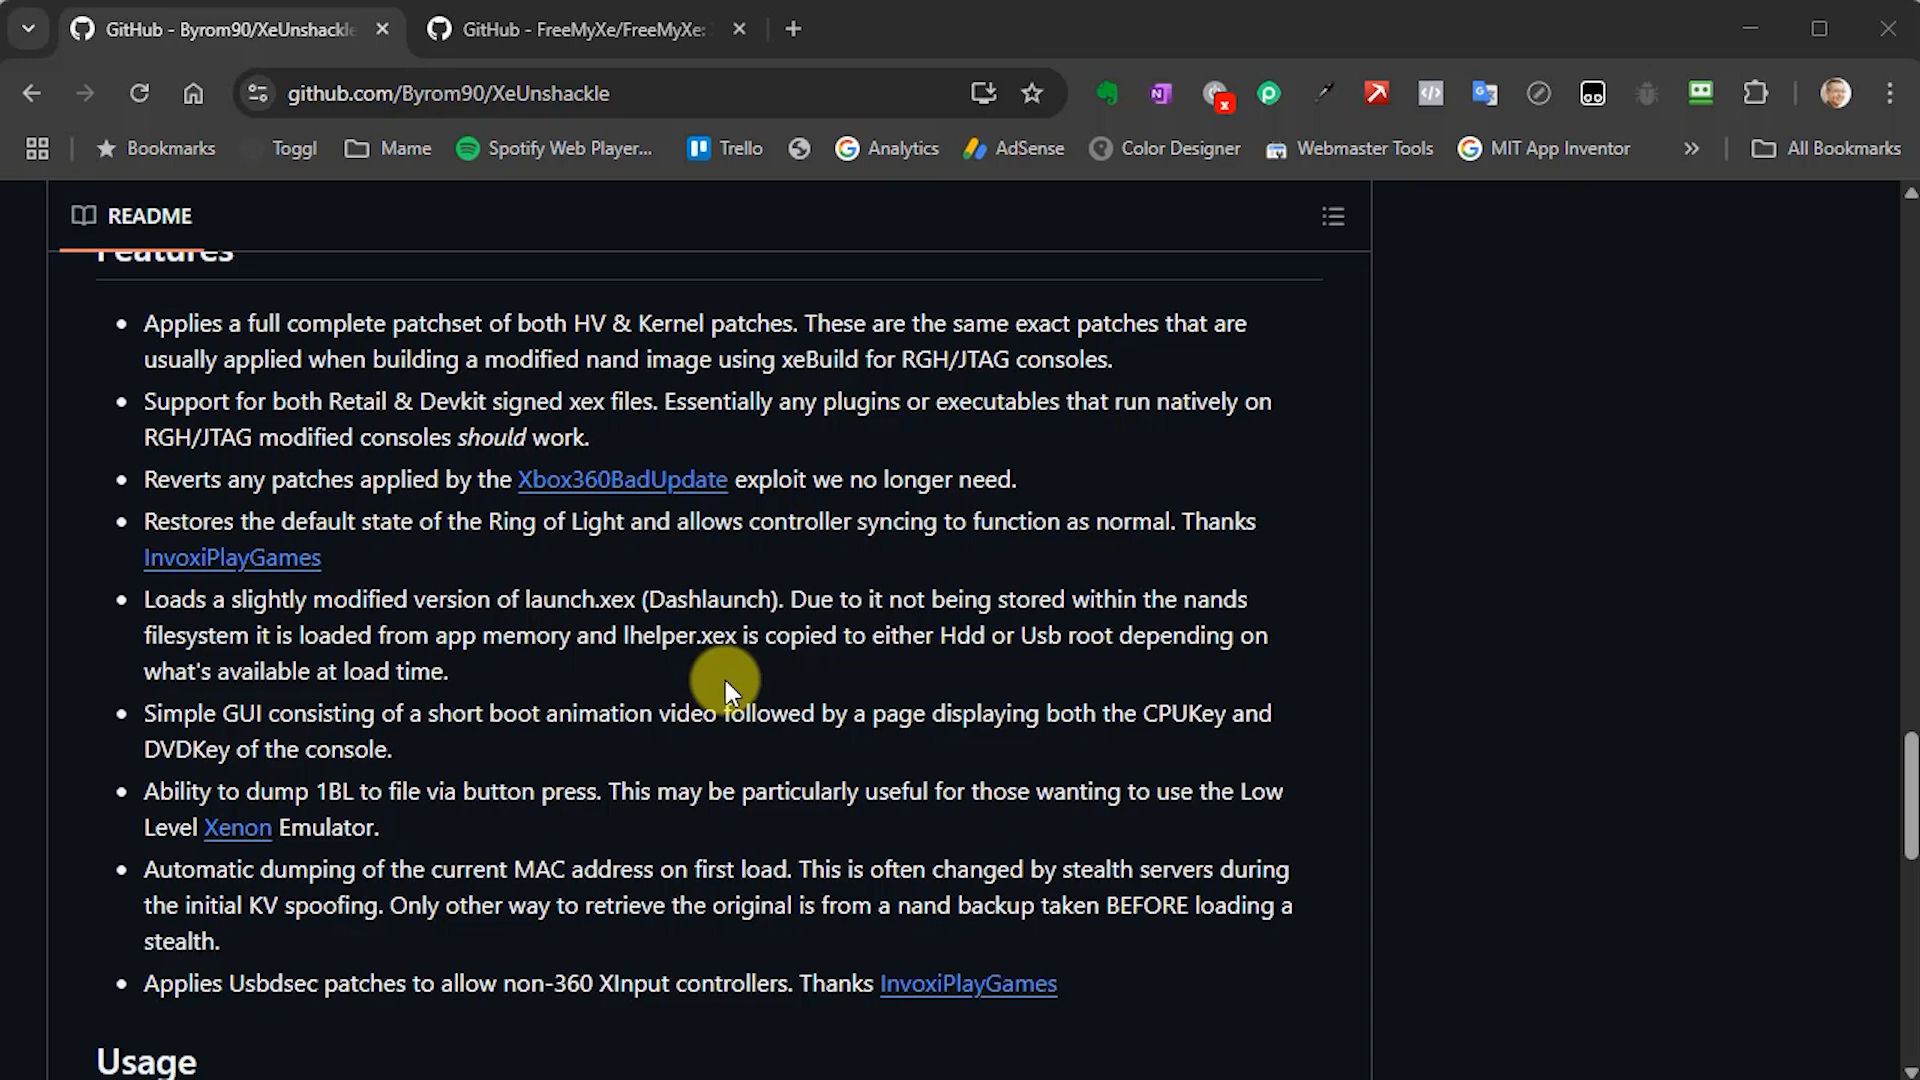 GitHub - Byrom90/XeUnshackle
GitHub - FreeMyXe/FreeMyXe:
github.com/Byrom90/XeUnshackle
Bookmarks
Toggl
Mame
Spotify Web Player...
Trello
Analytics
AdSense
Color Designer
Webmaster Tools
MIT App Inventor
All Bookmarks
README
Features
• Applies a full complete patchset of both HV & Kernel patches. These are the same exact patches that are
usually applied when building a modified nand image using xeBuild for RGH/JTAG consoles.
• Support for both Retail & Devkit signed xex files. Essentially any plugins or executables that run natively on
RGH/JTAG modified consoles should work.
• Reverts any patches applied by the Xbox360BadUpdate exploit we no longer need.
• Restores the default state of the Ring of Light and allows controller syncing to function as normal. Thanks
InvoxiPlayGames
• Loads a slightly modified version of launch.xex (Dashlaunch). Due to it not being stored within the nands
filesystem it is loaded from app memory and lhelper.xex is copied to either Hdd or Usb root depending on
what's available at load time.
• Simple GUI consisting of a short boot animation video followed by a page displaying both the CPUKey and
DVDKey of the console.
• Ability to dump 1BL to file via button press. This may be particularly useful for those wanting to use the Low
Level Xenon Emulator.
• Automatic dumping of the current MAC address on first load. This is often changed by stealth servers during
the initial KV spoofing. Only other way to retrieve the original is from a nand backup taken BEFORE loading a
stealth.
• Applies Usbdsec patches to allow non-360 XInput controllers. Thanks InvoxiPlayGames
Usage